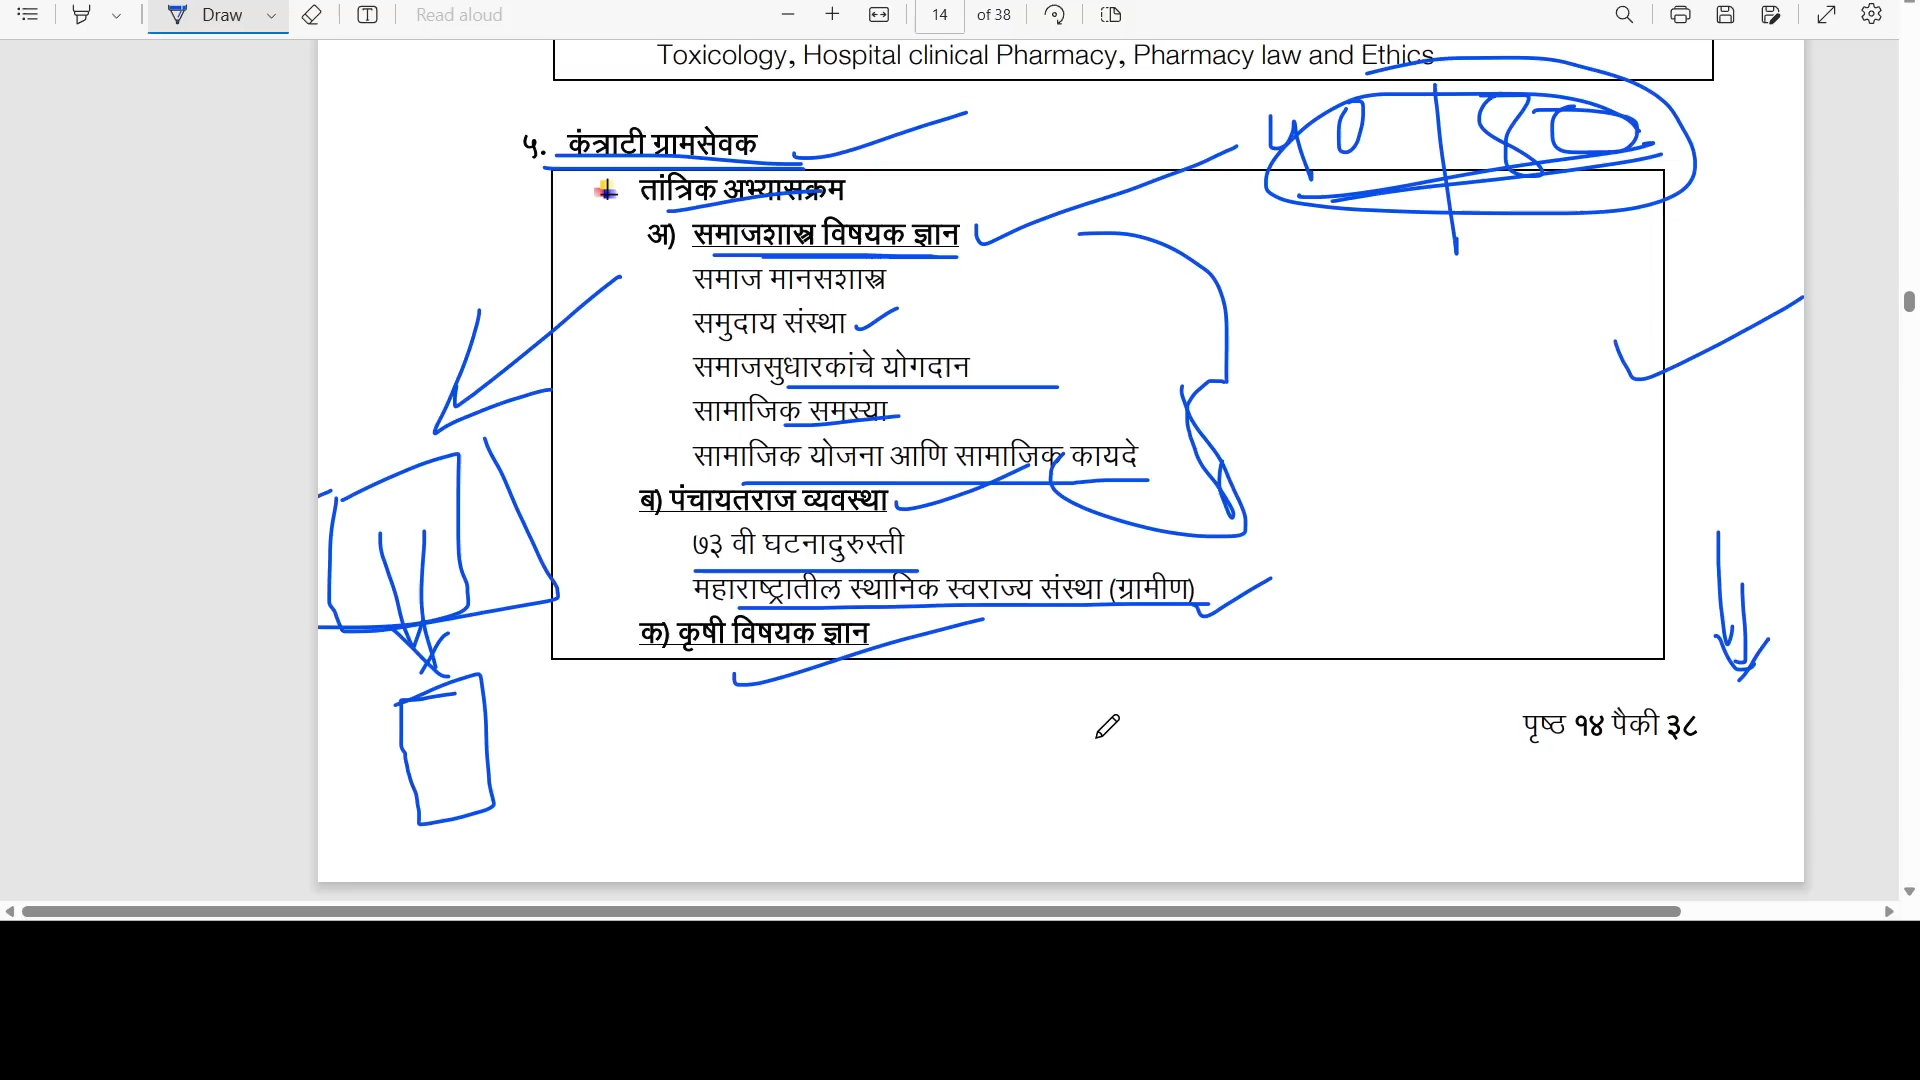 Draw
Read aloud
14 of 38
Toxicology, Hospital clinical Pharmacy, Pharmacy law and Ethics
40 80
५. कंत्राटी ग्रामसेवक
तांत्रिक अभ्यासक्रम
अ) समाजशास्त्र विषयक ज्ञान
समाज मानसशास्त्र
समुदाय संस्था
समाजसुधारकांचे योगदान
सामाजिक समस्या
सामाजिक योजना आणि सामाजिक कायदे
ब) पंचायतराज व्यवस्था
७३ वी घटनादुरुस्ती
महाराष्ट्रातील स्थानिक स्वराज्य संस्था (ग्रामीण)
क) कृषी विषयक ज्ञान
पृष्ठ १४ पैकी ३८